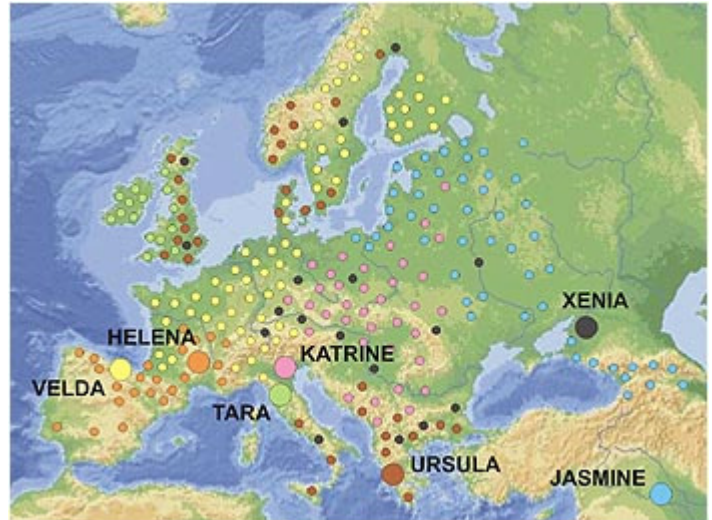 XENIA
HELENA
KATRINE
VELDA
TARA
URSULA
JASMINE